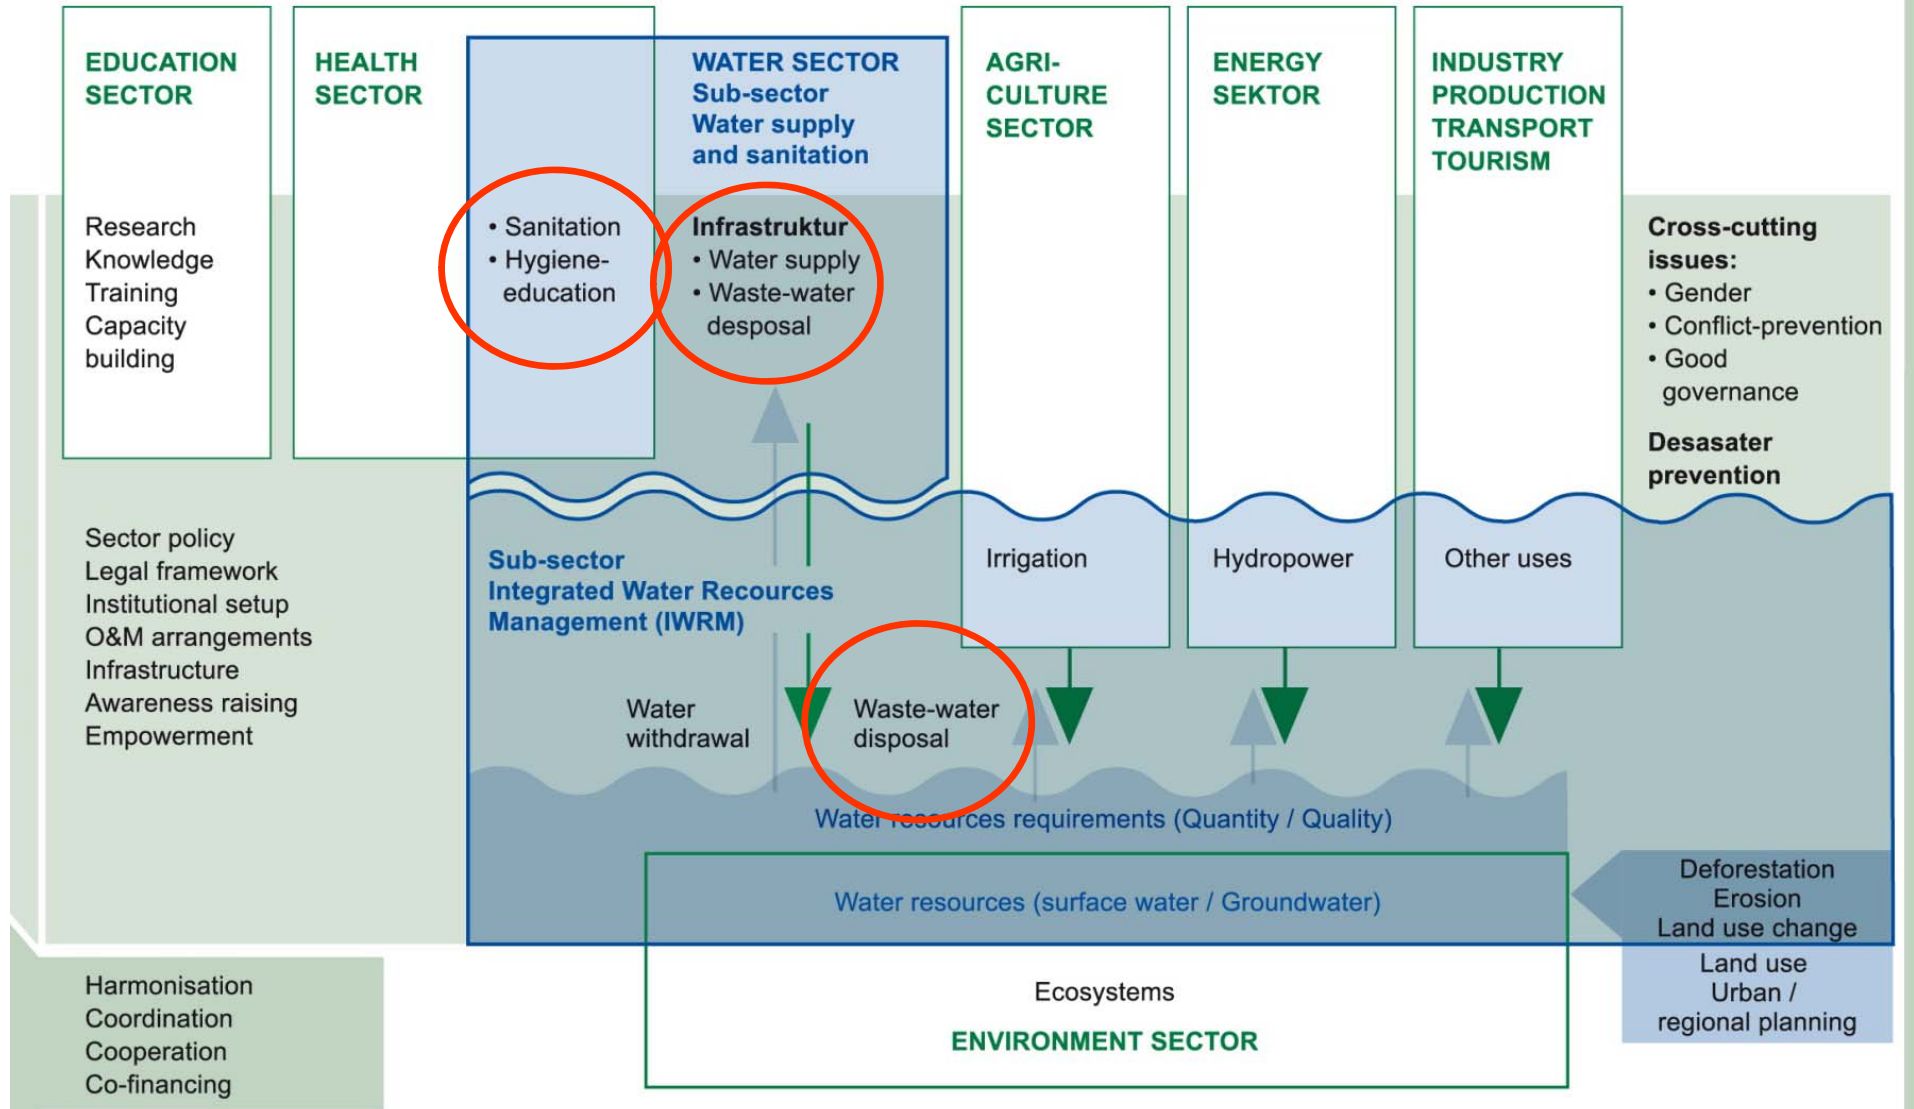 EDUCATION
SECTOR
Research
Knowledge
Training
Capacity
building
HEALTH
SECTOR
• Sanitation
• Hygiene-
education
WATER SECTOR
Sub-sector
Water supply
and sanitation
Infrastruktur
• Water supply
• Waste-water
desposal
AGRI-
CULTURE
SECTOR
ENERGY
SEKTOR
INDUSTRY
PRODUCTION
TRANSPORT
TOURISM
Cross-cutting
issues:
• Gender
• Conflict-prevention
• Good
governance
Desasater
prevention
Sector policy
Legal framework
Institutional setup
O&M arrangements
Infrastructure
Awareness raising
Empowerment
Sub-sector
Integrated Water Recources
Management (IWRM)
Irrigation
Hydropower
Other uses
Water
withdrawal
Waste-water
disposal
Water resources requirements (Quantity / Quality)
Water resources (surface water / Groundwater)
Deforestation
Erosion
Land use change
Land use
Urban /
regional planning
Ecosystems
ENVIRONMENT SECTOR
Harmonisation
Coordination
Cooperation
Co-financing